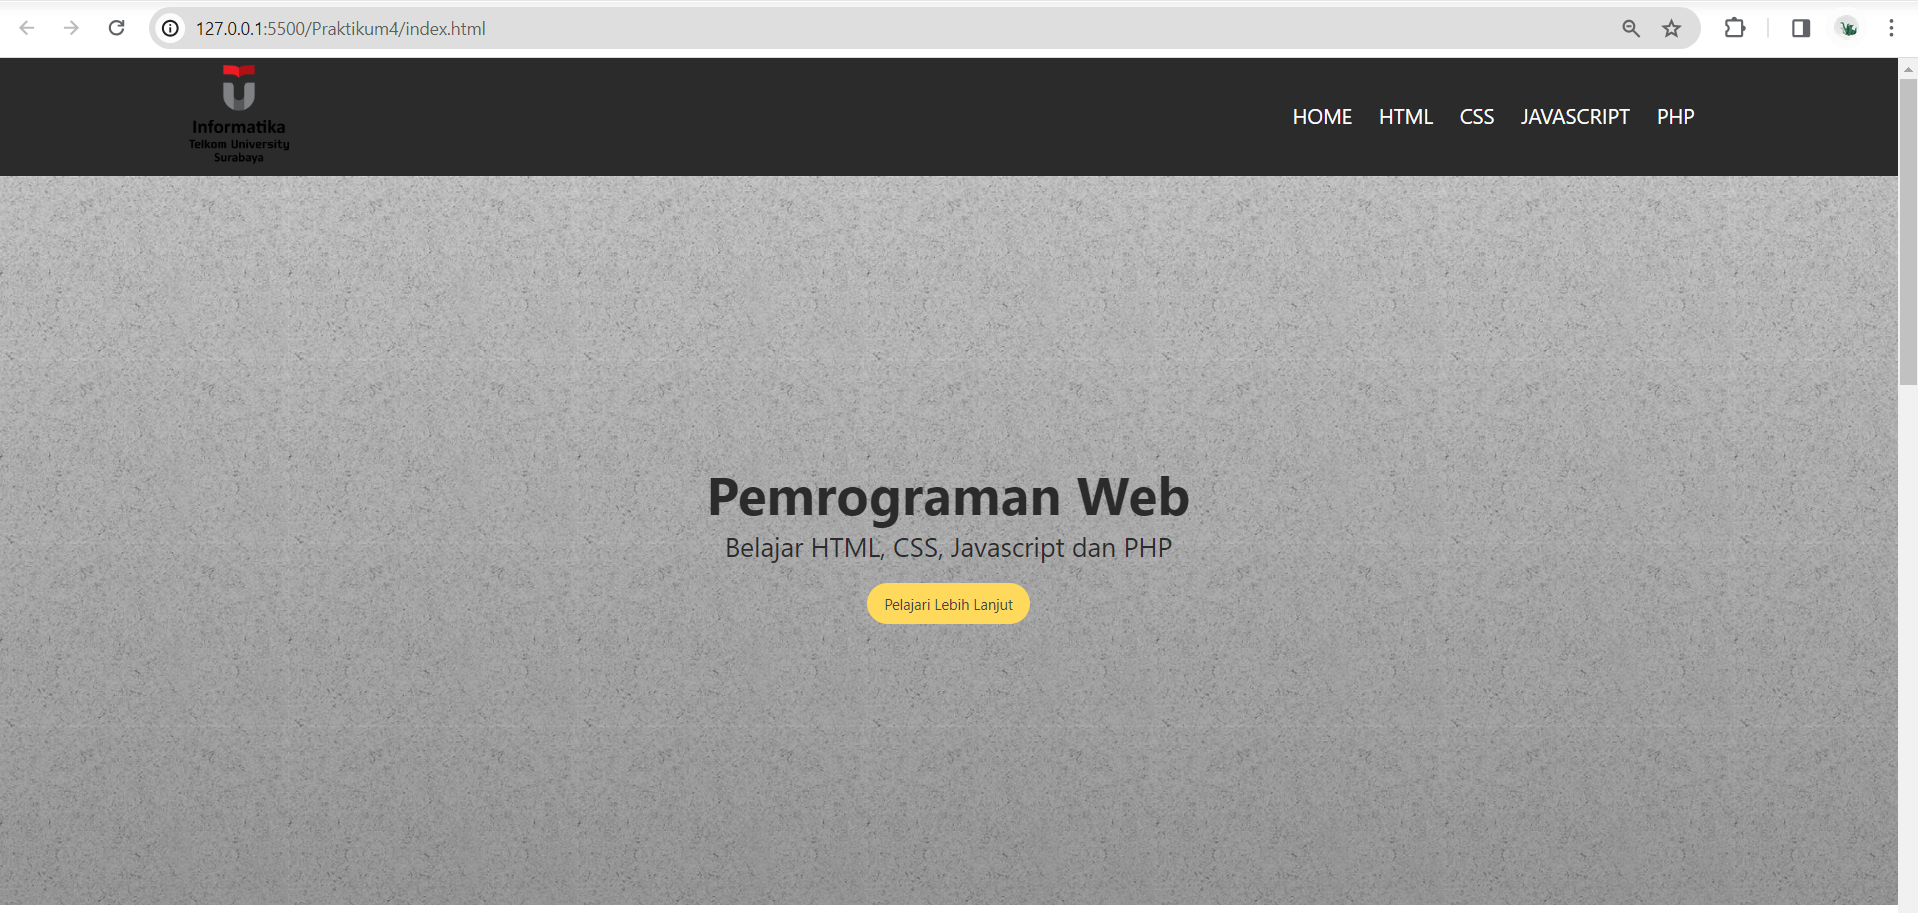 127.0.0.1:5500/Praktikum4/index.html
Informatika
Telkom University
Surabaya
HOME HTML CSS JAVASCRIPT PHP
Pemrograman Web
Belajar HTML, CSS, Javascript dan PHP
Pelajari Lebih Lanjut